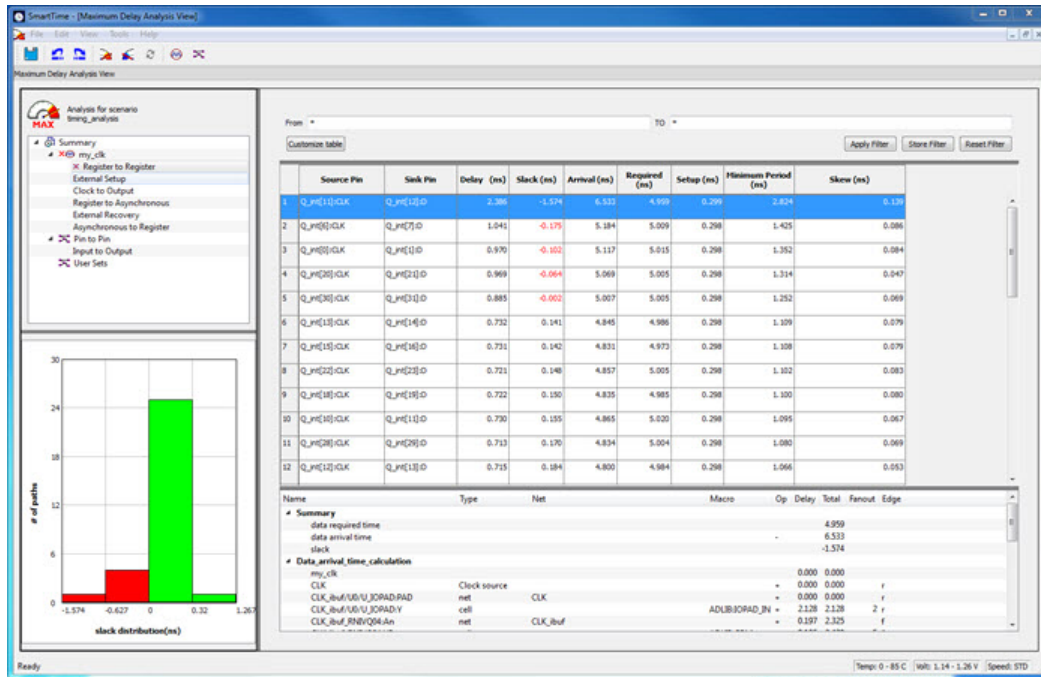 SmartTime - [Maximum Delay Analysis View]
File Edit View Tools Help
Maximum Delay Analysis View
MAX
Analysis for scenario
timing_analysis
Summary
my_clk
Register to Register
External Setup
Clock to Output
Register to Asynchronous
External Recovery
Asynchronous to Register
Pin to Pin
Input to Output
User Sets
From * TO *
Customize table Apply Filter Store Filter Reset Filter
Source Pin Sink Pin Delay (ns) Slack (ns) Arrival (ns) Required (ns) Setup (ns) Minimum Period (ns) Skew (ns)
1 Q_int[11]:CLK Q_int[12]:D 2.386 -1.574 6.533 4.959 0.299 2.824 0.139
2 Q_int[6]:CLK Q_int[7]:D 1.041 -0.175 5.184 5.009 0.298 1.425 0.086
3 Q_int[0]:CLK Q_int[1]:D 0.970 -0.102 5.117 5.015 0.298 1.352 0.084
4 Q_int[20]:CLK Q_int[21]:D 0.969 -0.064 5.069 5.005 0.298 1.314 0.047
5 Q_int[30]:CLK Q_int[31]:D 0.885 -0.002 5.007 5.005 0.298 1.252 0.069
6 Q_int[13]:CLK Q_int[14]:D 0.732 0.141 4.845 4.986 0.298 1.109 0.079
7 Q_int[15]:CLK Q_int[16]:D 0.731 0.142 4.831 4.973 0.298 1.108 0.079
8 Q_int[22]:CLK Q_int[23]:D 0.721 0.148 4.857 5.005 0.298 1.102 0.083
9 Q_int[18]:CLK Q_int[19]:D 0.722 0.150 4.835 4.985 0.298 1.100 0.080
10 Q_int[10]:CLK Q_int[11]:D 0.730 0.155 4.865 5.020 0.298 1.095 0.067
11 Q_int[28]:CLK Q_int[29]:D 0.713 0.170 4.834 5.004 0.298 1.080 0.069
12 Q_int[12]:CLK Q_int[13]:D 0.715 0.184 4.800 4.984 0.298 1.066 0.053
30
24
18
12
6
0
# of paths
-1.574 -0.627 0 0.32 1.267
slack distribution(ns)
Name Type Net Macro Op Delay Total Fanout Edge
Summary
data required time 4.959
data arrival time - 6.533
slack -1.574
Data_arrival_time_calculation
my_clk 0.000 0.000
CLK Clock source + 0.000 0.000 r
CLK_ibuf/U0/U_IOPAD:PAD net CLK + 0.000 0.000 r
CLK_ibuf/U0/U_IOPAD:Y cell ADLIB:IOPAD_IN + 2.128 2.128 2 r
CLK_ibuf_RNIVQ04:An net CLK_ibuf + 0.197 2.325 f
Ready Temp: 0 - 85 C Volt: 1.14 - 1.26 V Speed: STD